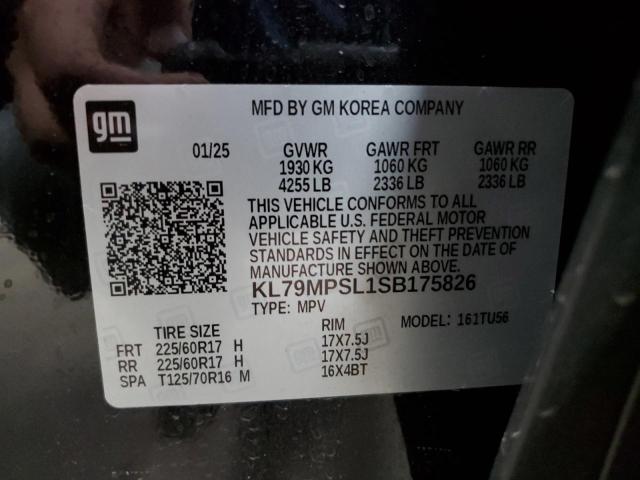 gm
MFD BY GM KOREA COMPANY
01/25 GVWR GAWR FRT GAWR RR
1930 KG 1060 KG 1060 KG
4255 LB 2336 LB 2336 LB
THIS VEHICLE CONFORMS TO ALL
APPLICABLE U.S. FEDERAL MOTOR
VEHICLE SAFETY AND THEFT PREVENTION
STANDARDS IN EFFECT ON THE DATE OF
MANUFACTURE SHOWN ABOVE.
KL79MPSL1SB175826
TYPE: MPV MODEL: 161TU56
TIRE SIZE RIM
FRT 225/60R17 H 17X7.5J
RR 225/60R17 H 17X7.5J
SPA T125/70R16 M 16X4BT